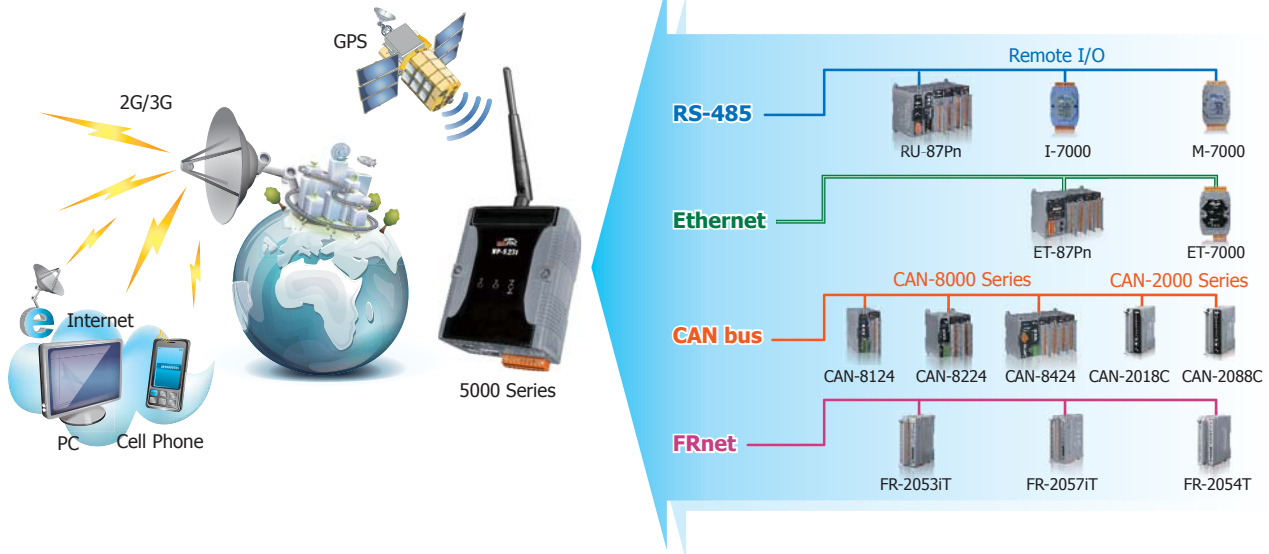 GPS
2G/3G
Internet
PC
Cell Phone
WP-5231
5000 Series
Remote I/O
RS-485
RU-87Pn
I-7000
M-7000
Ethernet
ET-87Pn
ET-7000
CAN-8000 Series
CAN-2000 Series
CAN bus
CAN-8124
CAN-8224
CAN-8424
CAN-2018C
CAN-2088C
FRnet
FR-2053iT
FR-2057iT
FR-2054T